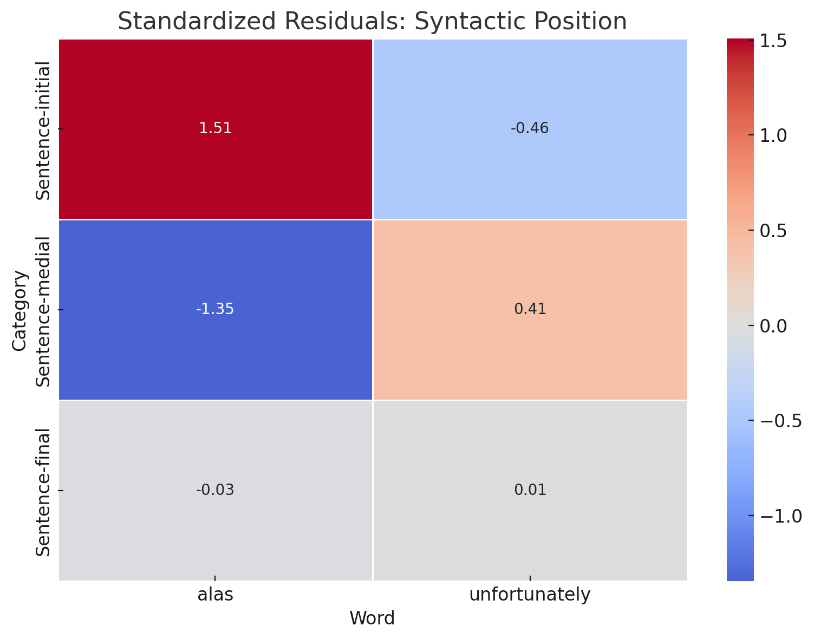 Standardized Residuals: Syntactic Position
Category
Sentence-initial
1.51
-0.46
Sentence-medial
-1.35
0.41
Sentence-final
-0.03
0.01
alas
unfortunately
Word
1.5
1.0
0.5
0.0
−0.5
−1.0